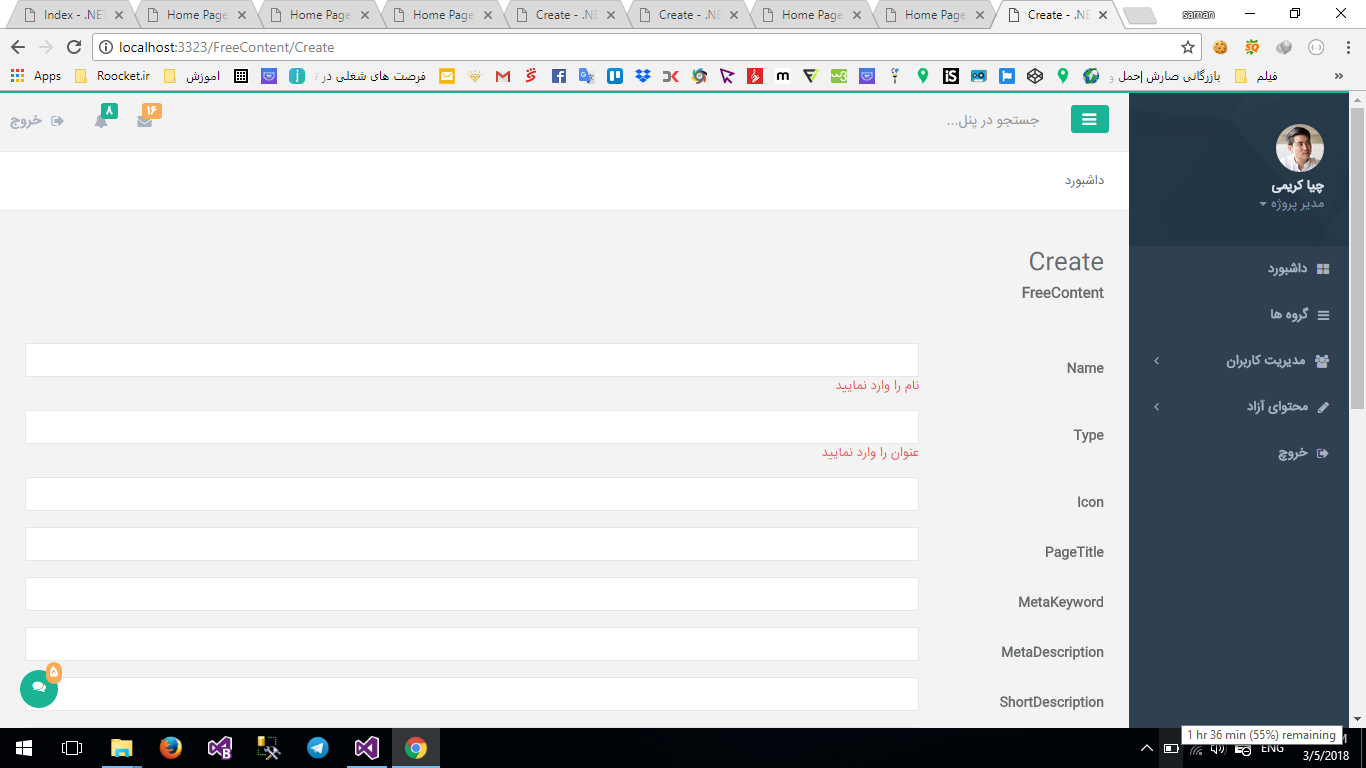 Index - .NE
Home Page
Home Page
Home Page
Create - .NE
Create - .NE
Home Page
Home Page
Create - .NE
saman
localhost:3323/FreeContent/Create
Apps
Roocket.ir
اموزش
فرصت های شغلی در
بازرگانی صارش |حمل و
فیلم
»
خروج
۸
۱۶
جستجو در پنل...
داشبورد
چیا کریمی
مدیر پروژه
داشبورد
گروه ها
مدیریت کاربران
محتوای آزاد
خروج
Create
FreeContent
Name
نام را وارد نمایید
Type
عنوان را وارد نمایید
Icon
PageTitle
MetaKeyword
MetaDescription
ShortDescription
۵
1 hr 36 min (55%) remaining
ENG
3/5/2018